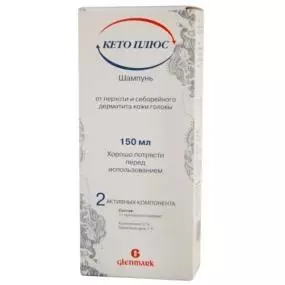 КЕТО ПЛЮС
Шампунь
от перхоти и себорейного
дерматита кожи головы
150 мл
Хорошо потрясти
перед
использованием
2 АКТИВНЫХ КОМПОНЕНТА
Состав:
Glenmark